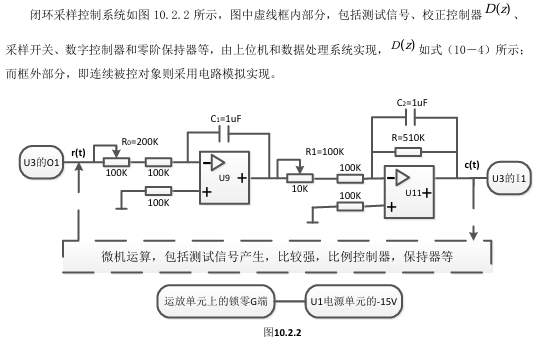 闭环采样控制系统如图 10.2.2 所示，图中虚线框内部分，包括测试信号、校正控制器 D(z) 、
采样开关、数字控制器和零阶保持器等，由上位机和数据处理系统实现， D(z) 如式（10－4）所示；
而框外部分，即连续被控对象则采用电路模拟实现。
C2=1uF
C1=1uF
R0=200K
R=510K
r(t)
R1=100K
c(t)
U3的O1
100K
100K
U9
10K
100K
U11
U3的I1
100K
100K
微机运算，包括测试信号产生，比较强，比例控制器，保持器等
运放单元上的锁零G端
U1电源单元的-15V
图10.2.2